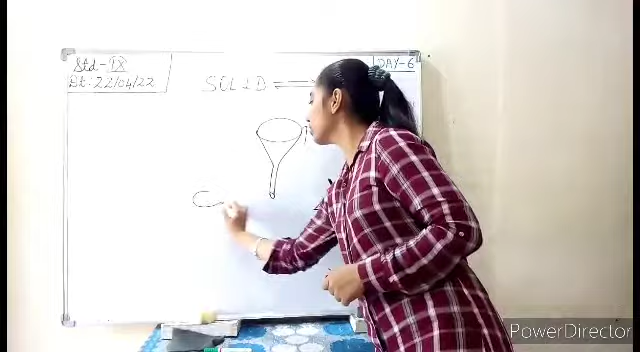 Std - IX
Dt: 22/04/22
SOLID ⇌
DAY-6
PowerDirector